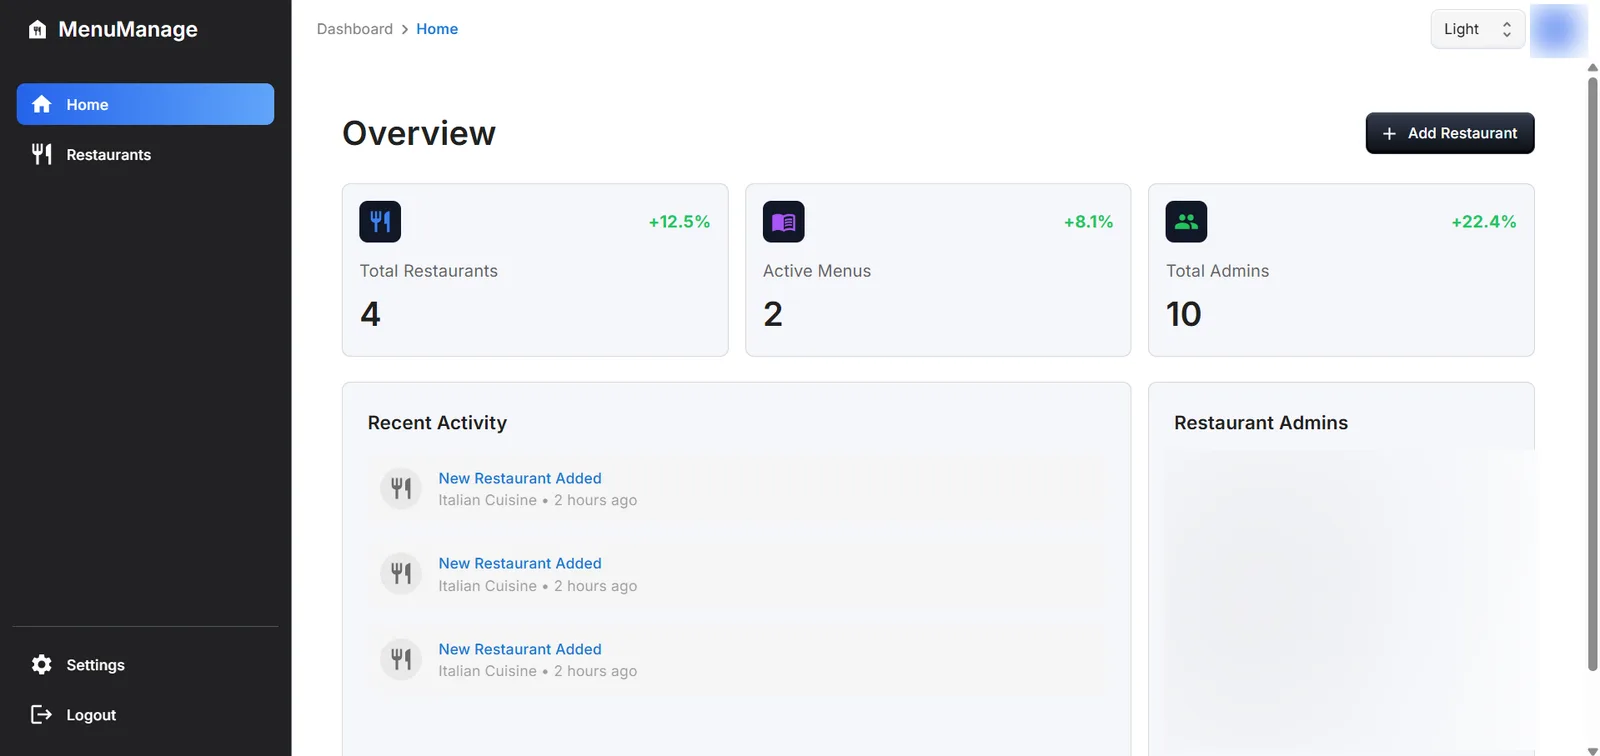 MenuManage
Home
Restaurants
Settings
Logout
Dashboard > Home
Light
Overview
+ Add Restaurant
+12.5%
Total Restaurants
4
+8.1%
Active Menus
2
+22.4%
Total Admins
10
Recent Activity
New Restaurant Added
Italian Cuisine • 2 hours ago
New Restaurant Added
Italian Cuisine • 2 hours ago
New Restaurant Added
Italian Cuisine • 2 hours ago
Restaurant Admins